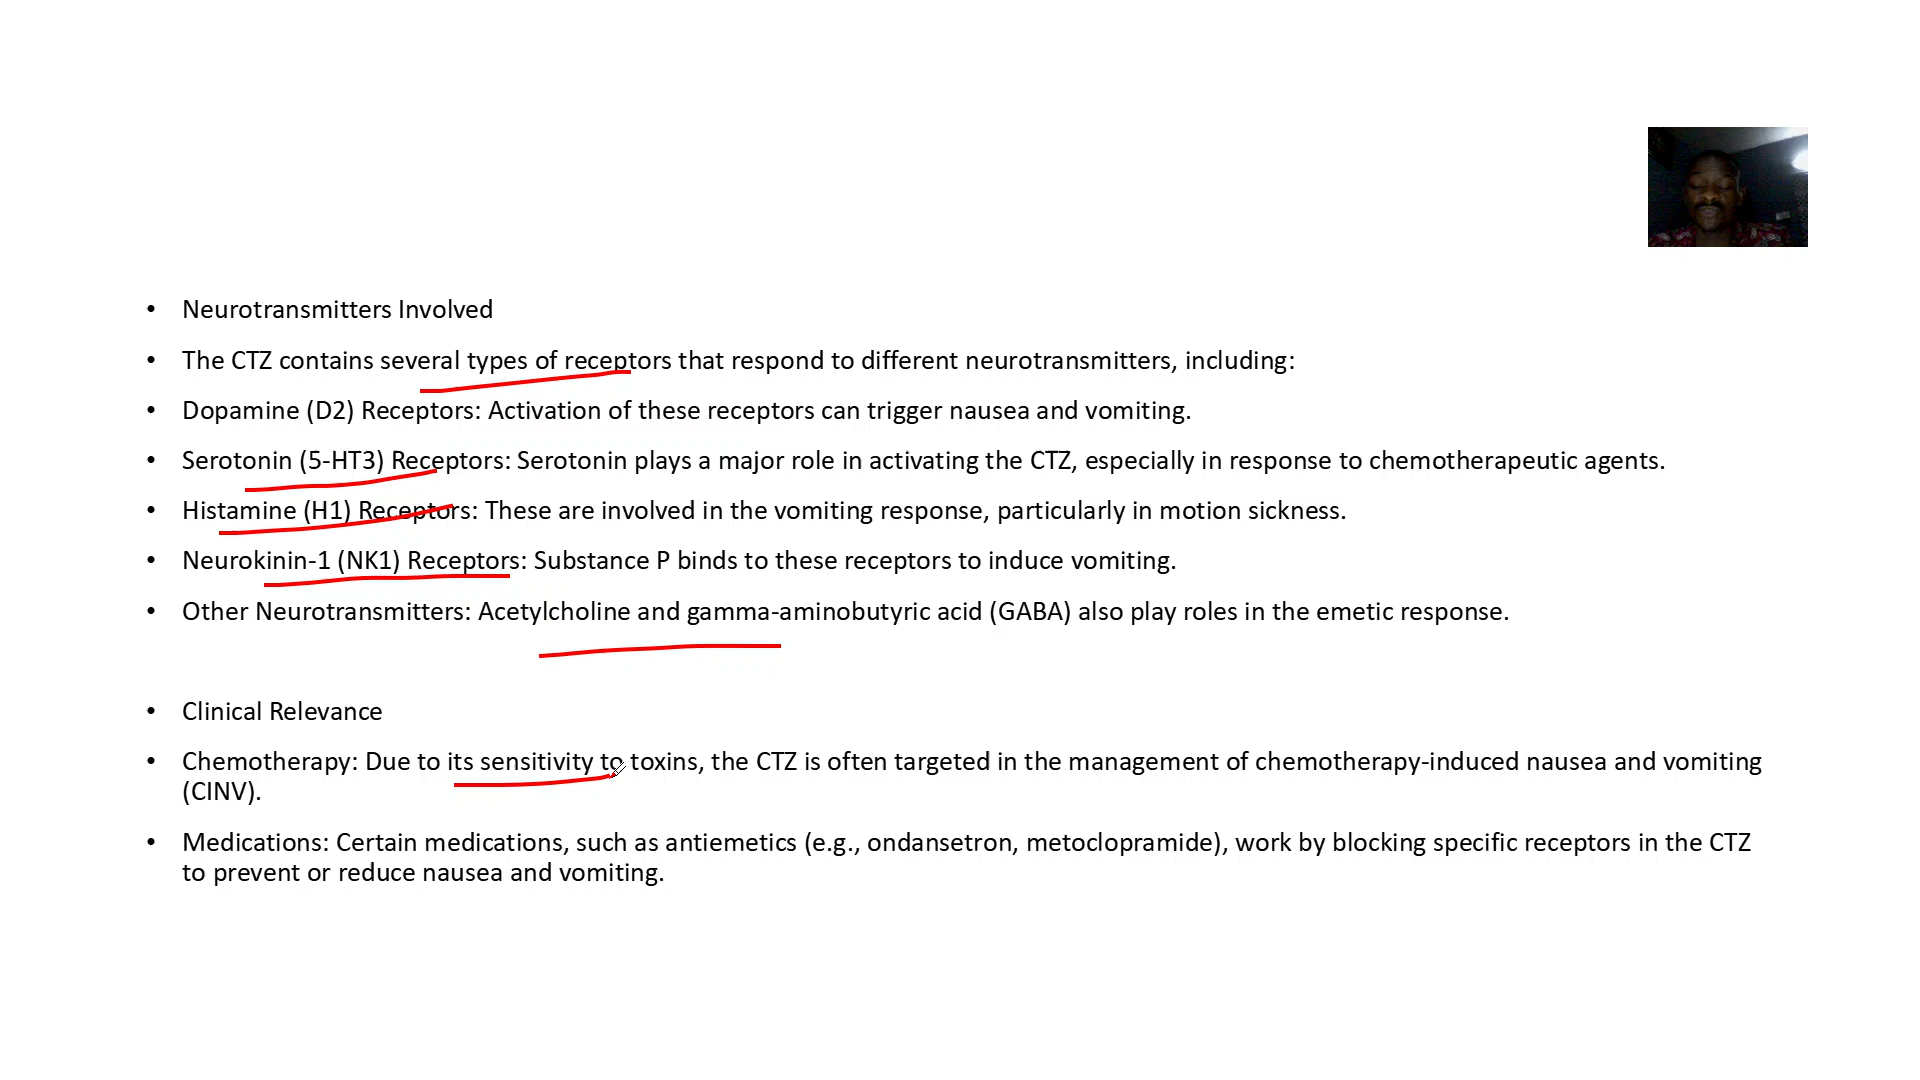 • Neurotransmitters Involved
• The CTZ contains several types of receptors that respond to different neurotransmitters, including:
• Dopamine (D2) Receptors: Activation of these receptors can trigger nausea and vomiting.
• Serotonin (5-HT3) Receptors: Serotonin plays a major role in activating the CTZ, especially in response to chemotherapeutic agents.
• Histamine (H1) Receptors: These are involved in the vomiting response, particularly in motion sickness.
• Neurokinin-1 (NK1) Receptors: Substance P binds to these receptors to induce vomiting.
• Other Neurotransmitters: Acetylcholine and gamma-aminobutyric acid (GABA) also play roles in the emetic response.
• Clinical Relevance
• Chemotherapy: Due to its sensitivity to toxins, the CTZ is often targeted in the management of chemotherapy-induced nausea and vomiting
(CINV).
• Medications: Certain medications, such as antiemetics (e.g., ondansetron, metoclopramide), work by blocking specific receptors in the CTZ
to prevent or reduce nausea and vomiting.